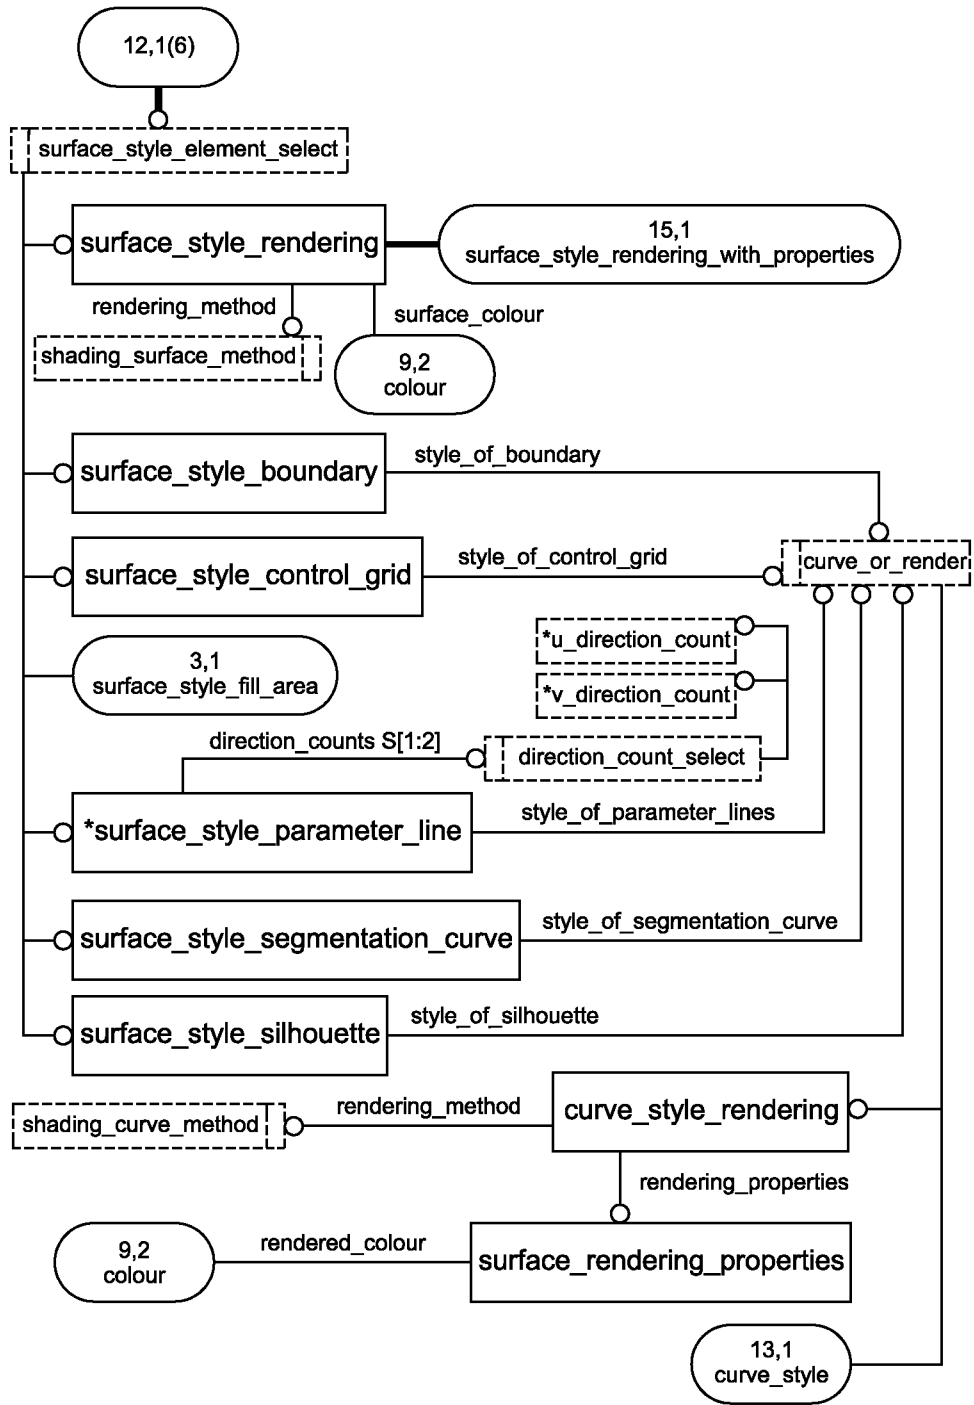 12,1(6)
surface_style_element_select
surface_style_rendering
15,1
surface_style_rendering_with_properties
rendering_method
surface_colour
shading_surface_method
9,2
colour
surface_style_boundary
style_of_boundary
surface_style_control_grid
style_of_control_grid
curve_or_render
*u_direction_count
3,1
surface_style_fill_area
*v_direction_count
direction_counts S[1:2]
direction_count_select
*surface_style_parameter_line
style_of_parameter_lines
surface_style_segmentation_curve
style_of_segmentation_curve
surface_style_silhouette
style_of_silhouette
shading_curve_method
rendering_method
curve_style_rendering
rendering_properties
9,2
colour
rendered_colour
surface_rendering_properties
13,1
curve_style